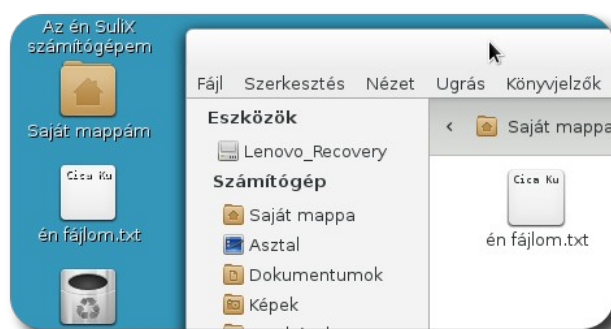 Az én SuliX
számítógépem
Saját mappám
Cica Ku
én fájlom.txt
Fájl Szerkesztés Nézet Ugrás Könyvjelzők
Eszközök
Lenovo_Recovery
Számítógép
Saját mappa
Asztal
Dokumentumok
Képek
Saját mappa
Cica Ku
én fájlom.txt